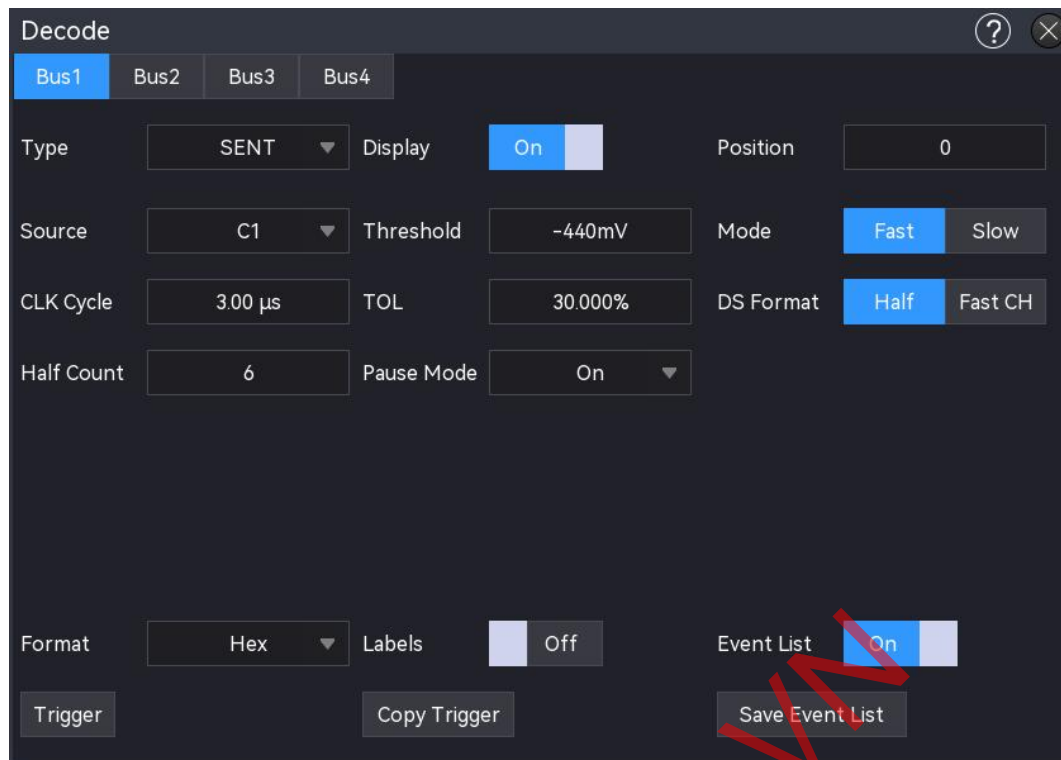 Decode ?
Bus1 Bus2 Bus3 Bus4
Type SENT Display On Position 0
Source C1 Threshold -440mV Mode Fast Slow
CLK Cycle 3.00 μs TOL 30.000% DS Format Half Fast CH
Half Count 6 Pause Mode On
Format Hex Labels Off Event List On
Trigger Copy Trigger Save Event List
VN